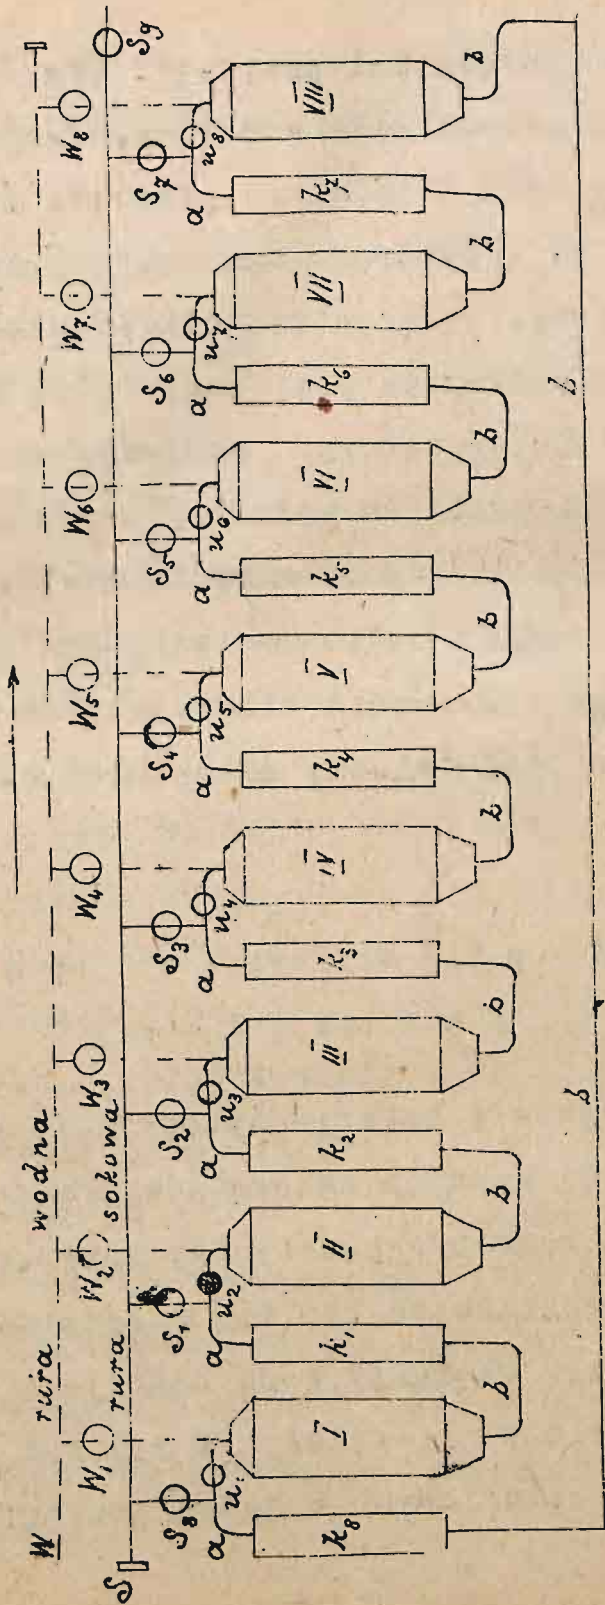 W rura wodna
W₁ W₂ W₃ W₄ W₅ W₆ W₇ W₈
S rura sokowa S₉
S₈ S₁ S₂ S₃ S₄ S₅ S₆ S₇
a a a a a a a a
u u₂ u₃ u₄ u₅ u₆ u₇ u₈
k₈ I k₁ II k₂ III k₃ IV k₄ V k₅ VI k₆ VII k₇ VIII
b b b b b b b b
b b